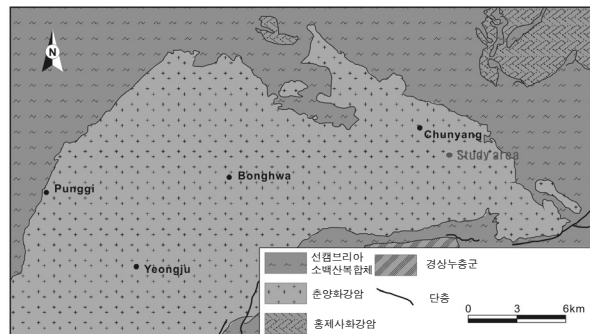 N
Chunyang
Study area
Bonghwa
Punggi
Yeongju
선캠브리아
소백산복합체
경상누층군
춘양화강암
단층
홍제사화강암
0 3 6km